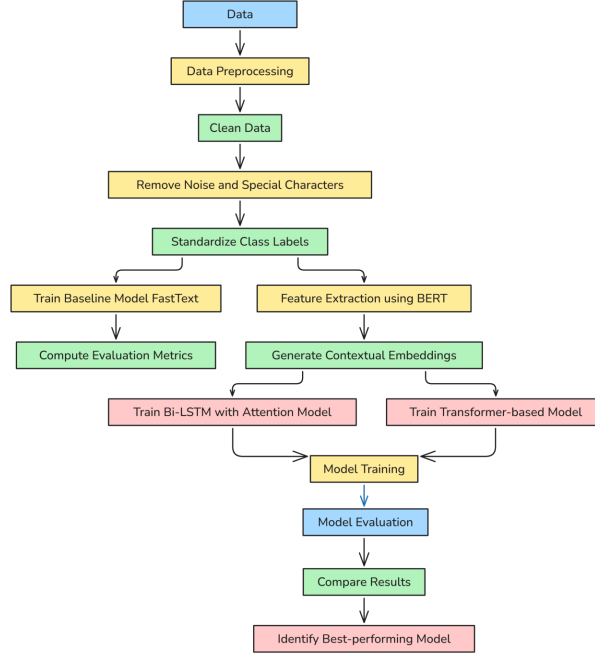 Data
Data Preprocessing
Clean Data
Remove Noise and Special Characters
Standardize Class Labels
Train Baseline Model FastText
Feature Extraction using BERT
Compute Evaluation Metrics
Generate Contextual Embeddings
Train Bi-LSTM with Attention Model
Train Transformer-based Model
Model Training
Model Evaluation
Compare Results
Identify Best-performing Model